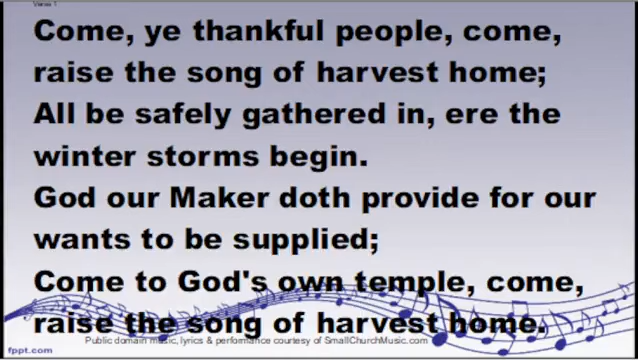 Verse 1
Come, ye thankful people, come,
raise the song of harvest home;
All be safely gathered in, ere the
winter storms begin.
God our Maker doth provide for our
wants to be supplied;
Come to God's own temple, come,
raise the song of harvest home.
Public domain music, lyrics & performance courtesy of SmallChurchMusic.com
fppt.com